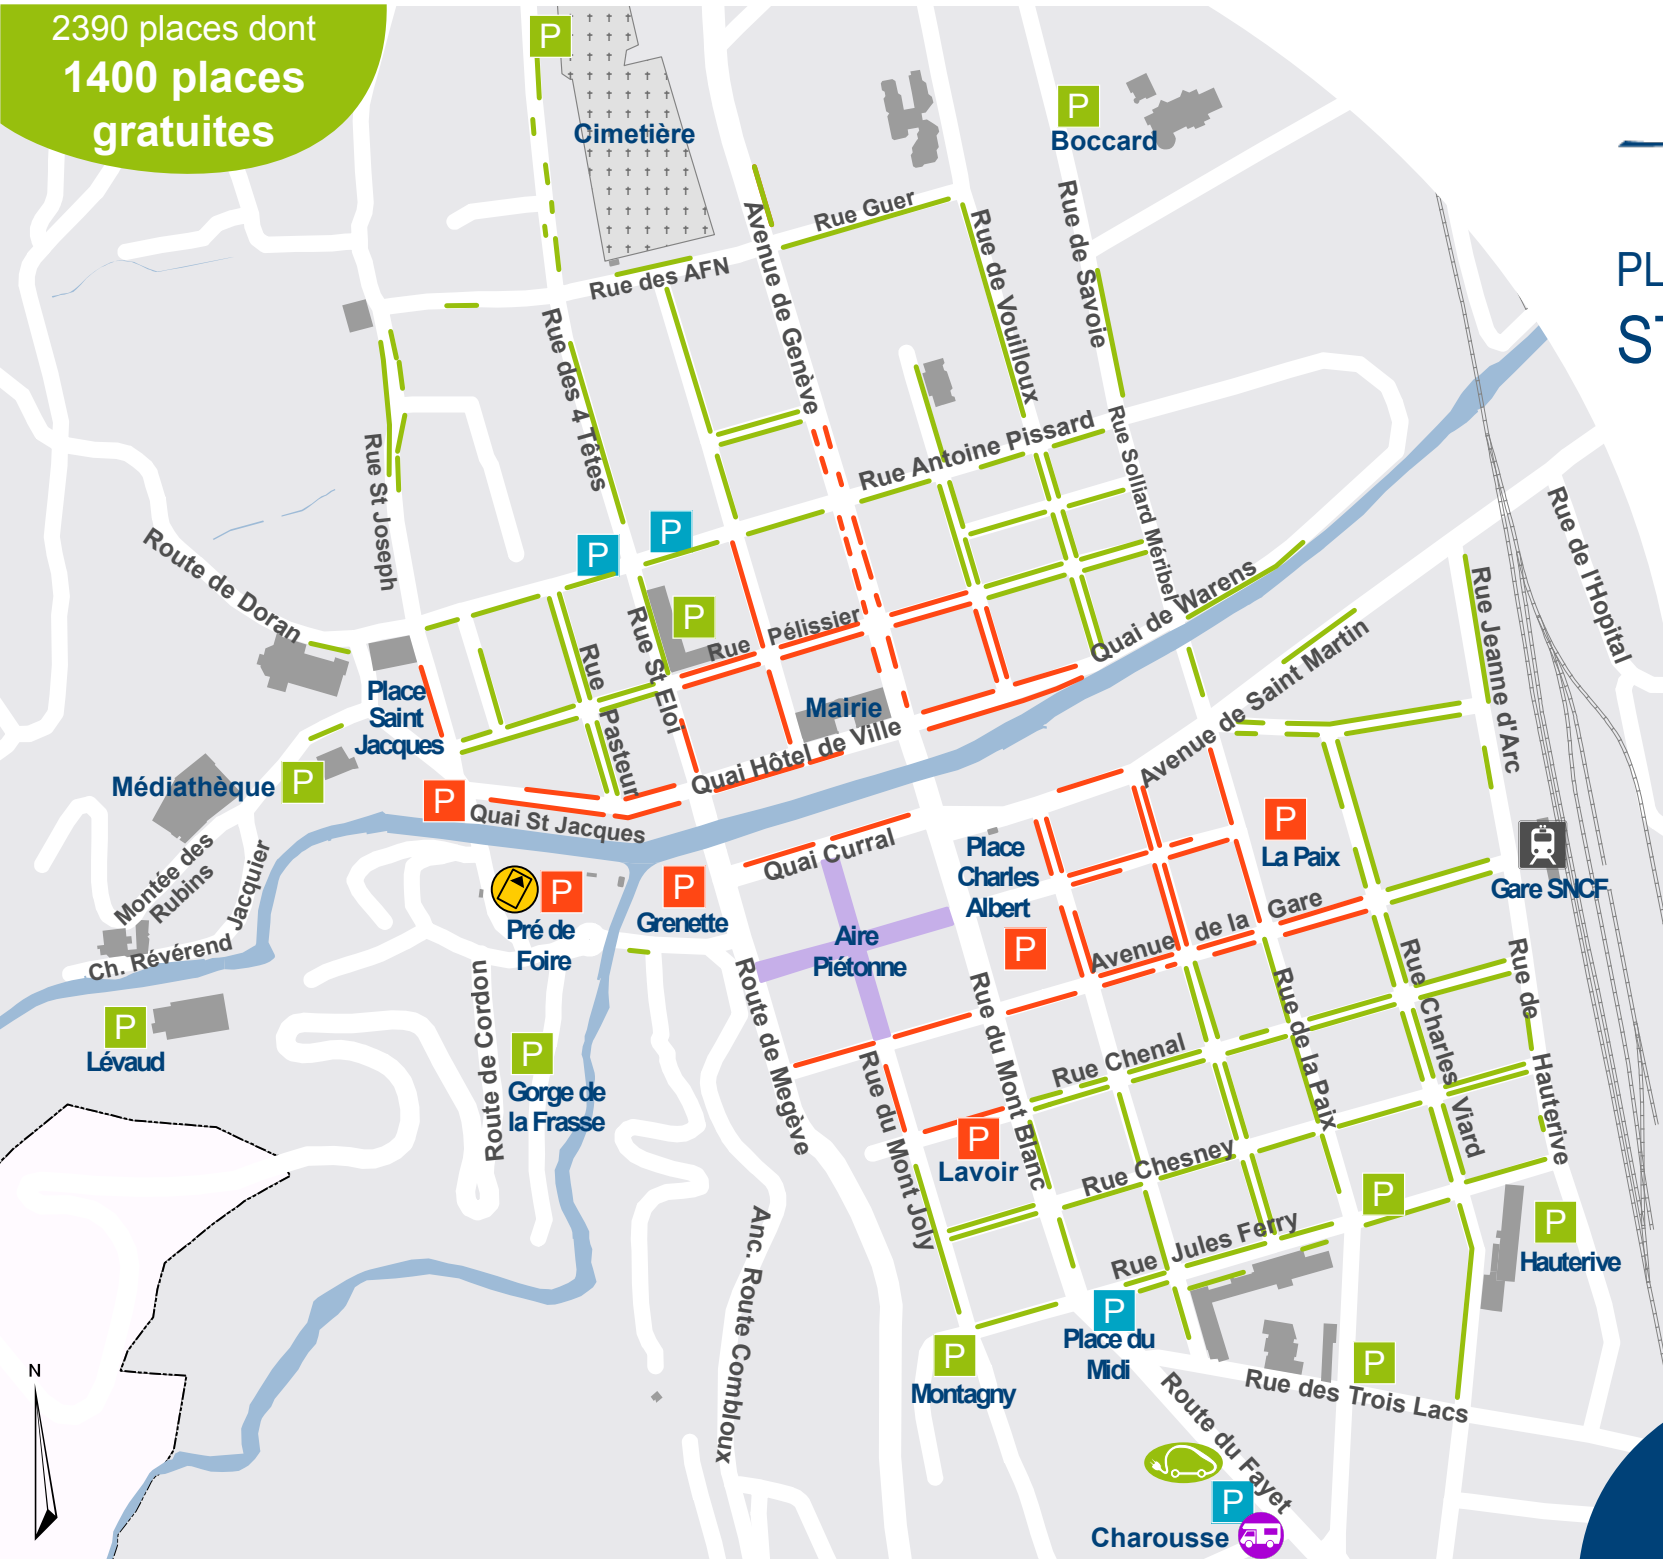 2390 places dont
1400 places
gratuites
P
Cimetière
P
Boccard
PL
ST
Rue Guer
Rue des AFN
Avenue de Genève
Rue de Vouilloux
Rue de Savoie
Rue des 4 Têtes
Rue St Joseph
Rue Antoine Pissard
Rue Solliard Méribel
Route de Doran
P
P
P
Rue St Eloi
Rue Pélissier
Rue Pasteur
Quai de Warens
Avenue de Saint Martin
Rue Jeanne d'Arc
Rue de l'Hopital
Place
Saint
Jacques
Mairie
Quai Hôtel de Ville
Médiathèque
P
P
Quai St Jacques
Quai Curral
Place
Charles
Albert
P
P
La Paix
Gare SNCF
Montée des
Rubins
Ch. Révérend Jacquier
P
Pré de
Foire
P
Grenette
Aire
Piétonne
Avenue de la Gare
P
Lévaud
Route de Cordon
P
Gorge de
la Frasse
Route de Megève
Rue du Mont Joly
Rue du Mont Blanc
Rue Chenal
Rue de la Paix
Rue Charles Viard
Rue de Hauterive
P
Lavoir
Rue Chesney
Rue Jules Ferry
P
P
Hauterive
Anc. Route Combloux
P
Montagny
P
Place du
Midi
P
Rue des Trois Lacs
Route du Fayet
P
Charousse
N